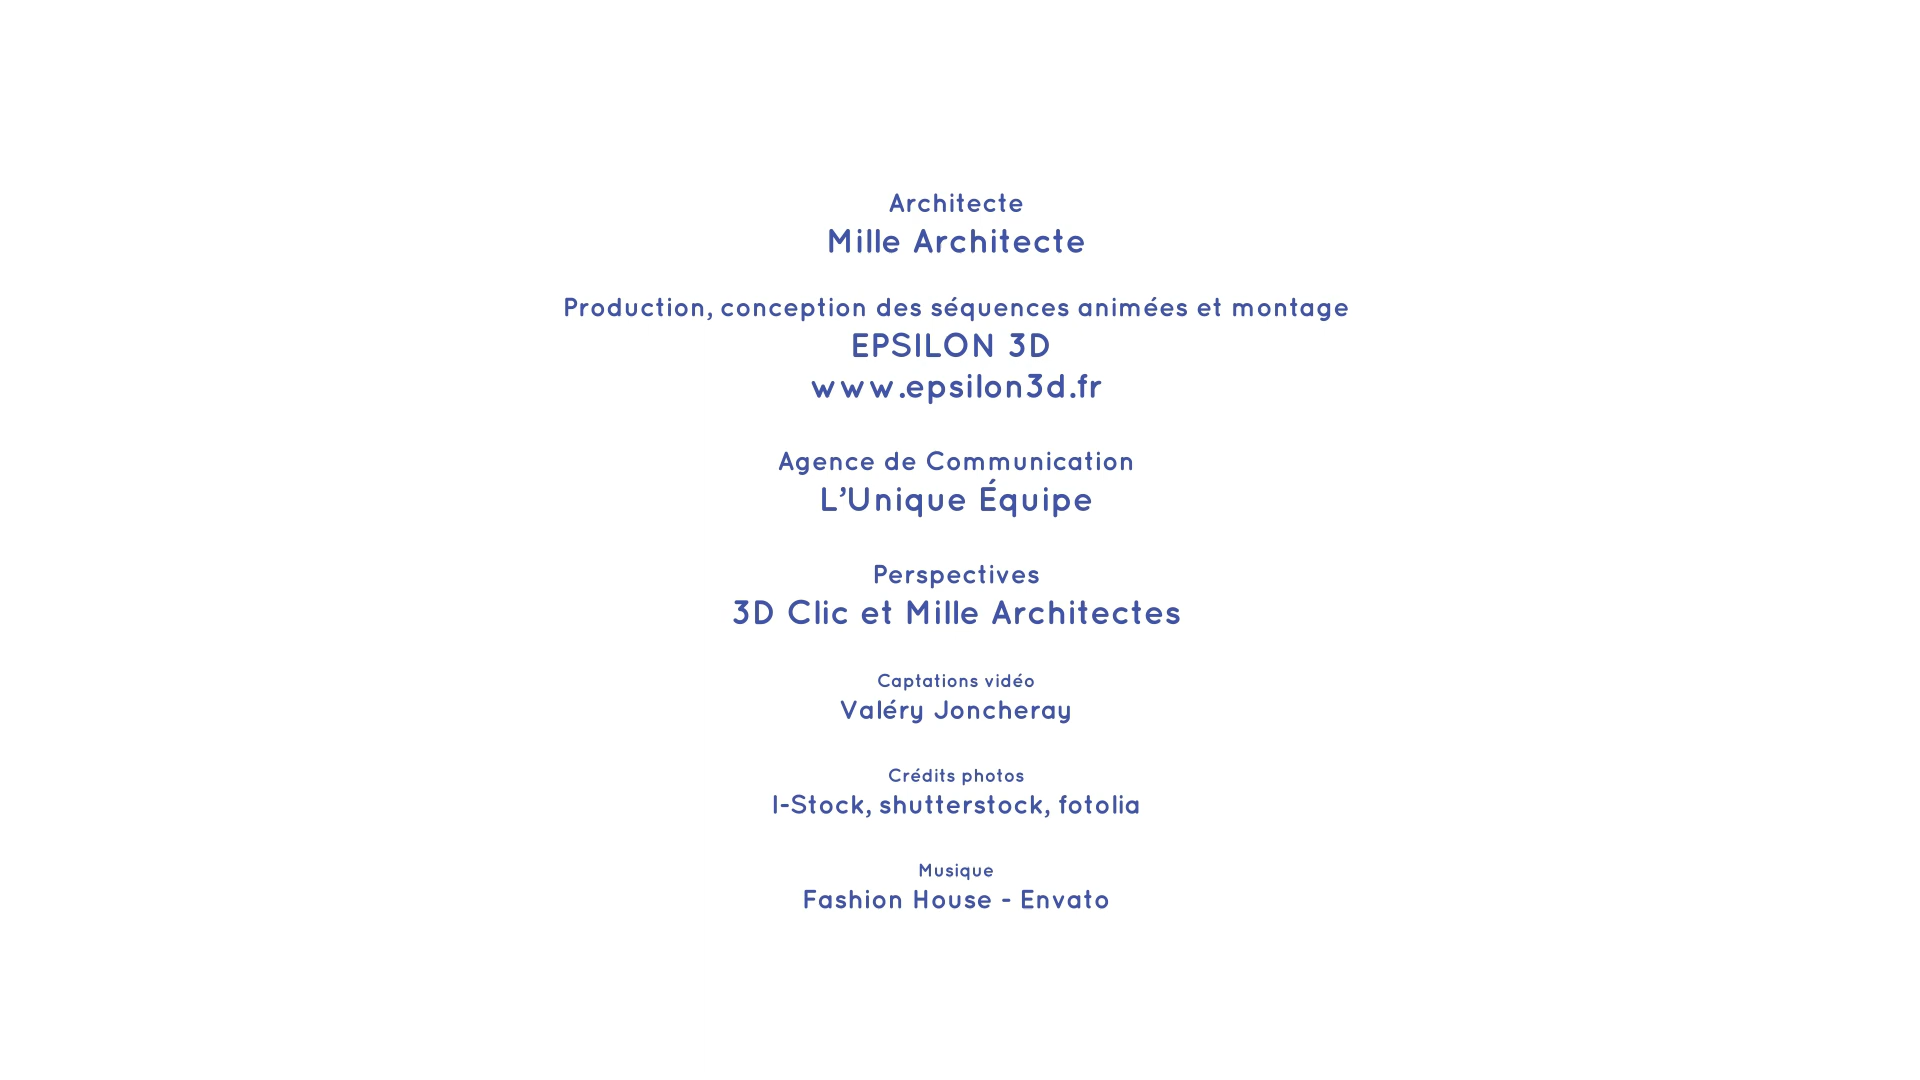 Architecte
Mille Architecte
Production, conception des séquences animées et montage
EPSILON 3D
www.epsilon3d.fr
Agence de Communication
L’Unique Équipe
Perspectives
3D Clic et Mille Architectes
Captations vidéo
Valéry Joncheray
Crédits photos
I-Stock, shutterstock, fotolia
Musique
Fashion House - Envato